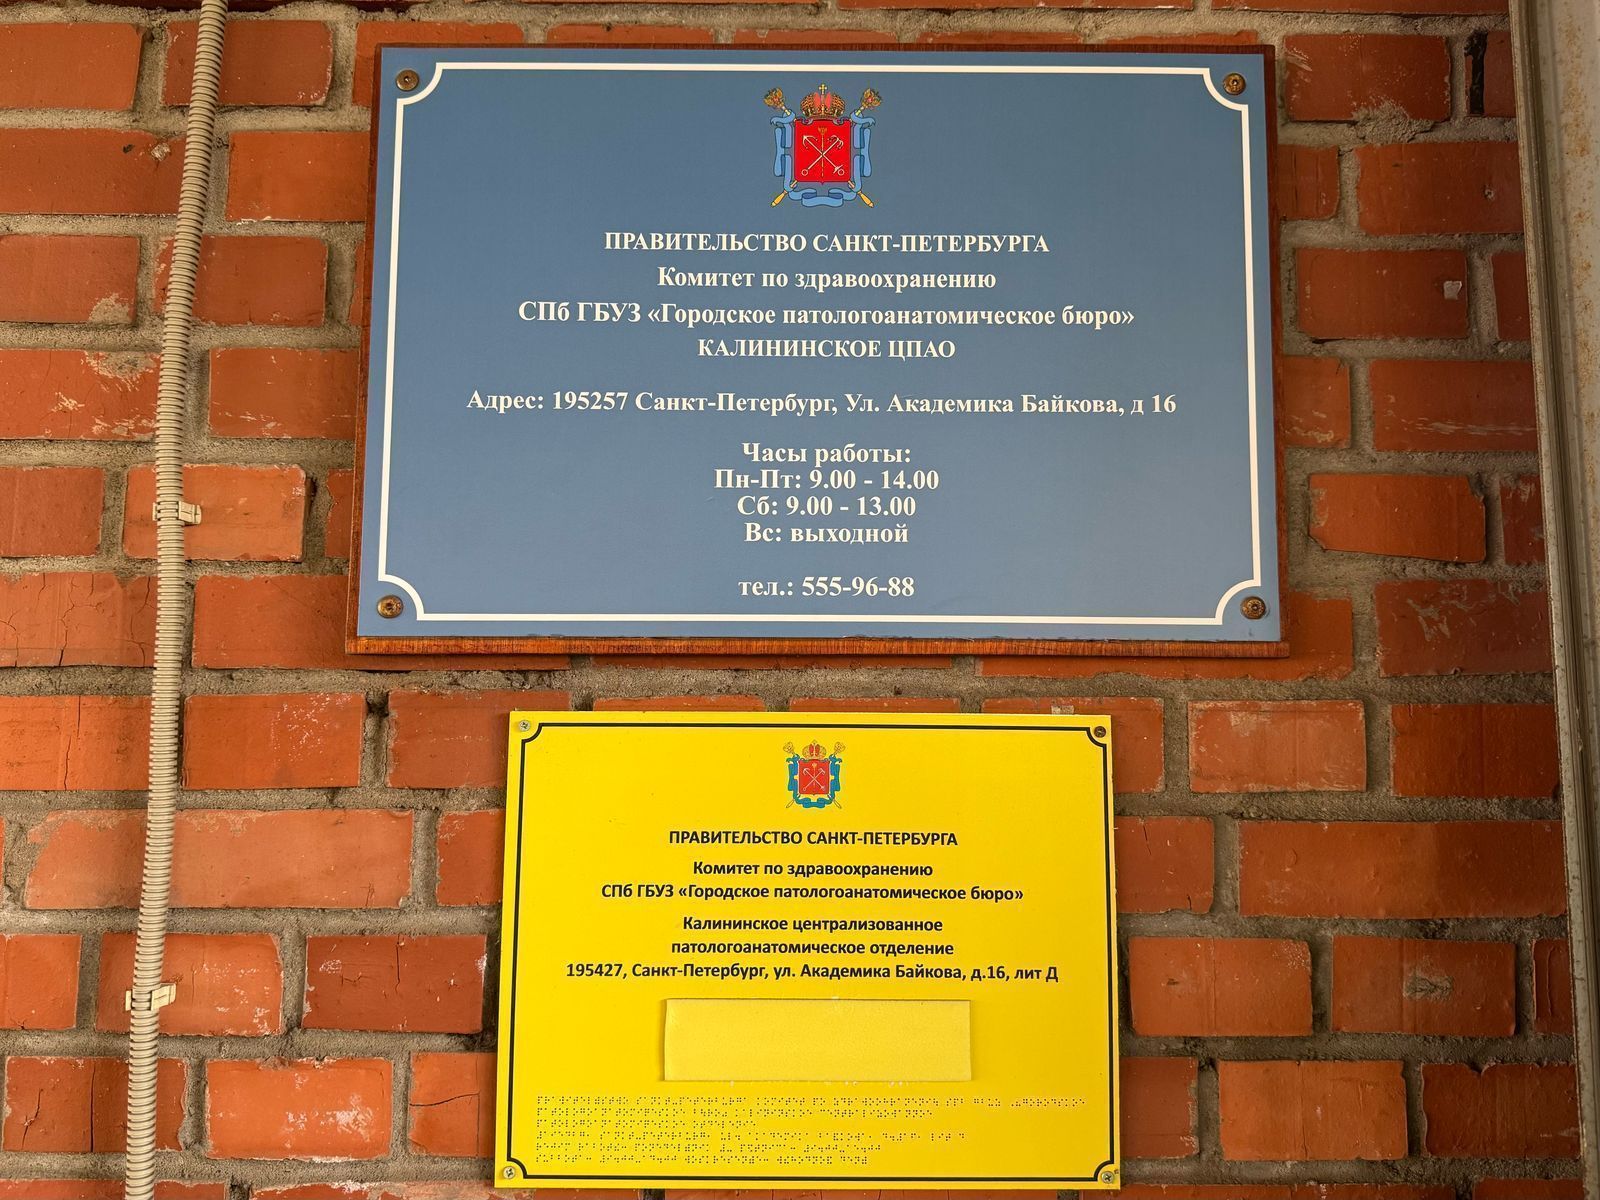 ПРАВИТЕЛЬСТВО САНКТ-ПЕТЕРБУРГА
Комитет по здравоохранению
СПб ГБУЗ «Городское патологоанатомическое бюро»
КАЛИНИНСКОЕ ЦПАО
Адрес: 195257 Санкт-Петербург, Ул. Академика Байкова, д 16
Часы работы:
Пн-Пт: 9.00 - 14.00
Сб: 9.00 - 13.00
Вс: выходной
тел.: 555-96-88
ПРАВИТЕЛЬСТВО САНКТ-ПЕТЕРБУРГА
Комитет по здравоохранению
СПб ГБУЗ «Городское патологоанатомическое бюро»
Калининское централизованное
патологоанатомическое отделение
195427, Санкт-Петербург, ул. Академика Байкова, д.16, лит Д